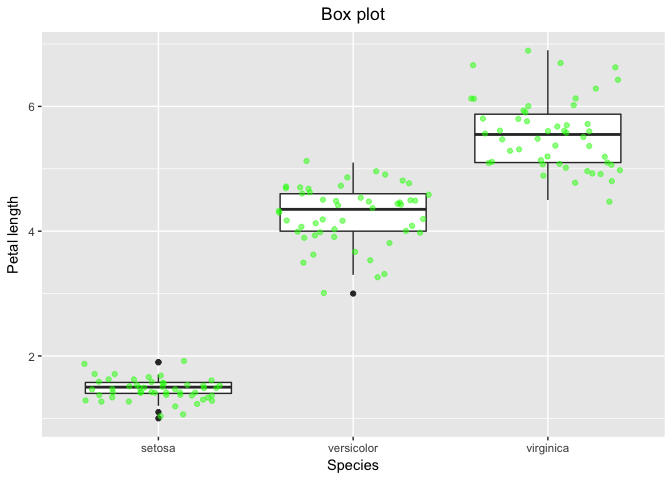 Box plot
Petal length
6
4
2
setosa versicolor virginica
Species